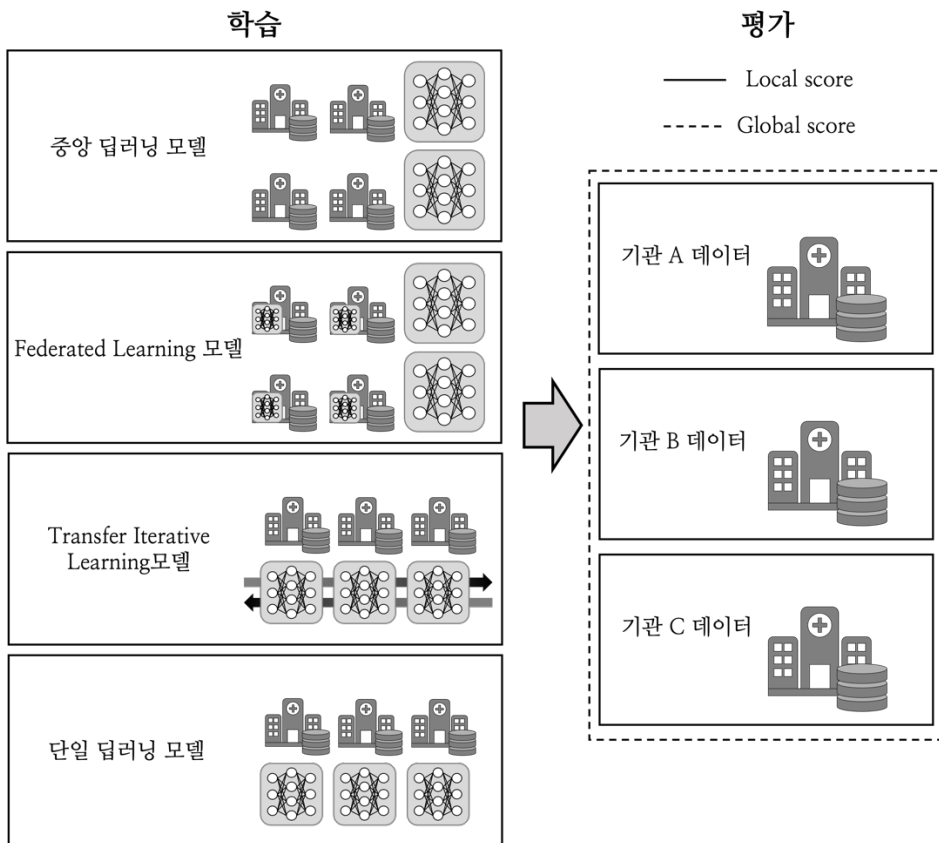 학습
중앙 딥러닝 모델
Federated Learning 모델
Transfer Iterative
Learning모델
단일 딥러닝 모델
평가
Local score
Global score
기관 A 데이터
기관 B 데이터
기관 C 데이터